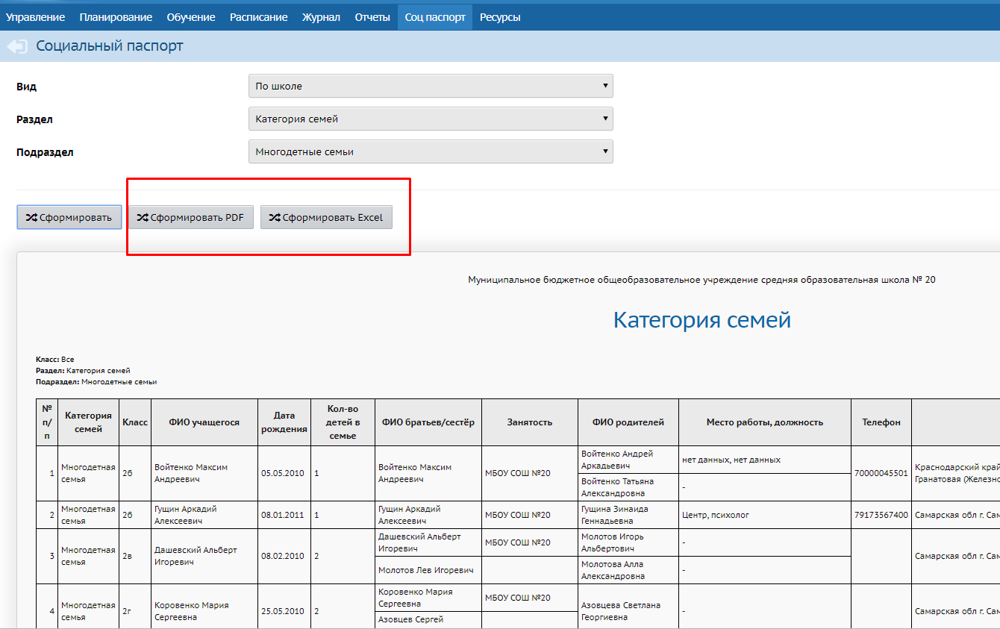 Управление Планирование Обучение Расписание Журнал Отчеты Соц паспорт Ресурсы
Социальный паспорт
Вид По школе
Раздел Категория семей
Подраздел Многодетные семьи
Сформировать Сформировать PDF Сформировать Excel
Муниципальное бюджетное общеобразовательное учреждение средняя образовательная школа № 20
Категория семей
Класс: Все
Раздел: Категория семей
Подраздел: Многодетные семьи
№ п/п Категория семей Класс ФИО учащегося Дата рождения Кол-во детей в семье ФИО братьев/сестёр Занятость ФИО родителей Место работы, должность Телефон
1 Многодетная семья 2б Войтенко Максим Андреевич 05.05.2010 1 Войтенко Максим Андреевич МБОУ СОШ №20 Войтенко Андрей Аркадьевич нет данных, нет данных 70000045501 Краснодарский край Гранатовая (Железно
Войтенко Татьяна Александровна -
2 Многодетная семья 2б Гущин Аркадий Алексеевич 08.01.2011 1 Гущин Аркадий Алексеевич МБОУ СОШ №20 Гущина Зинаида Геннадьевна Центр, психолог 79173567400 Самарская обл г. Сам
3 Многодетная семья 2в Дашевский Альберт Игоревич 08.02.2010 2 Дашевский Альберт Игоревич МБОУ СОШ №20 Молотов Игорь Альбертович - Самарская обл г. Сам
Молотов Лев Игоревич Молотова Алла Александровна -
4 Многодетная семья 2г Коровенко Мария Сергеевна 25.05.2010 2 Коровенко Мария Сергеевна МБОУ СОШ №20 Азовцева Светлана Георгиевна - Самарская обл г. Сам
Азовцев Сергей